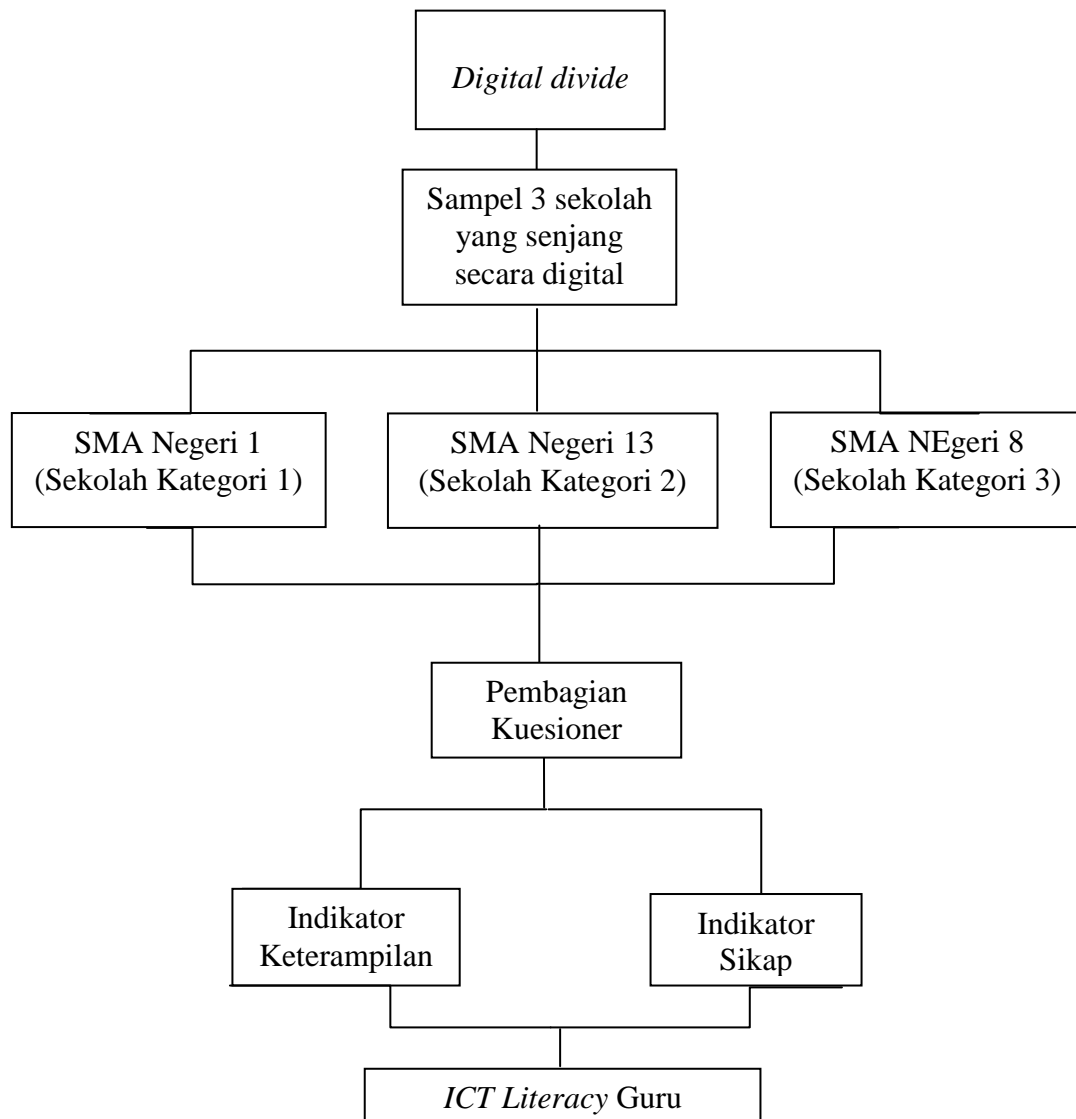 Digital divide
Sampel 3 sekolah
yang senjang
secara digital
SMA Negeri 1
(Sekolah Kategori 1)
SMA Negeri 13
(Sekolah Kategori 2)
SMA NEgeri 8
(Sekolah Kategori 3)
Pembagian
Kuesioner
Indikator
Keterampilan
Indikator
Sikap
ICT Literacy Guru